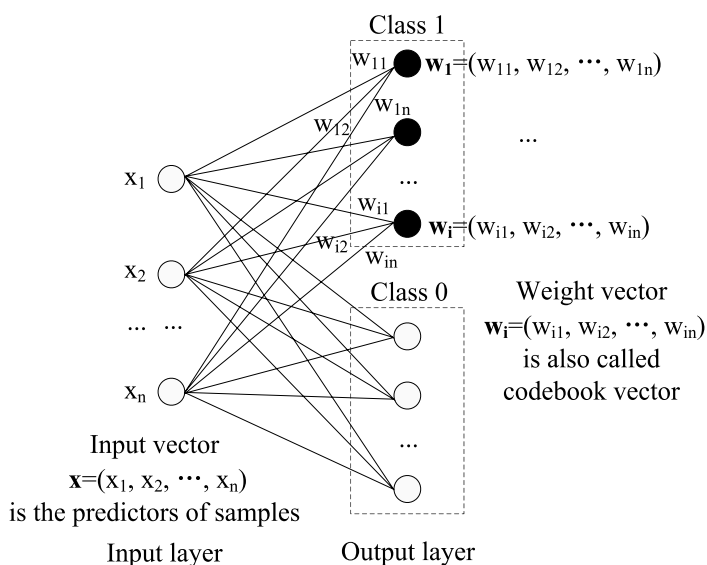 Class 1
w11
w1=(w11, w12, ···, w1n)
w1n
w12
...
x1
...
wi1
wi=(wi1, wi2, ···, win)
wi2
win
x2
Class 0
Weight vector
wi=(wi1, wi2, ···, win)
is also called
codebook vector
... ...
xn
Input vector
x=(x1, x2, ···, xn)
is the predictors of samples
...
Input layer
Output layer